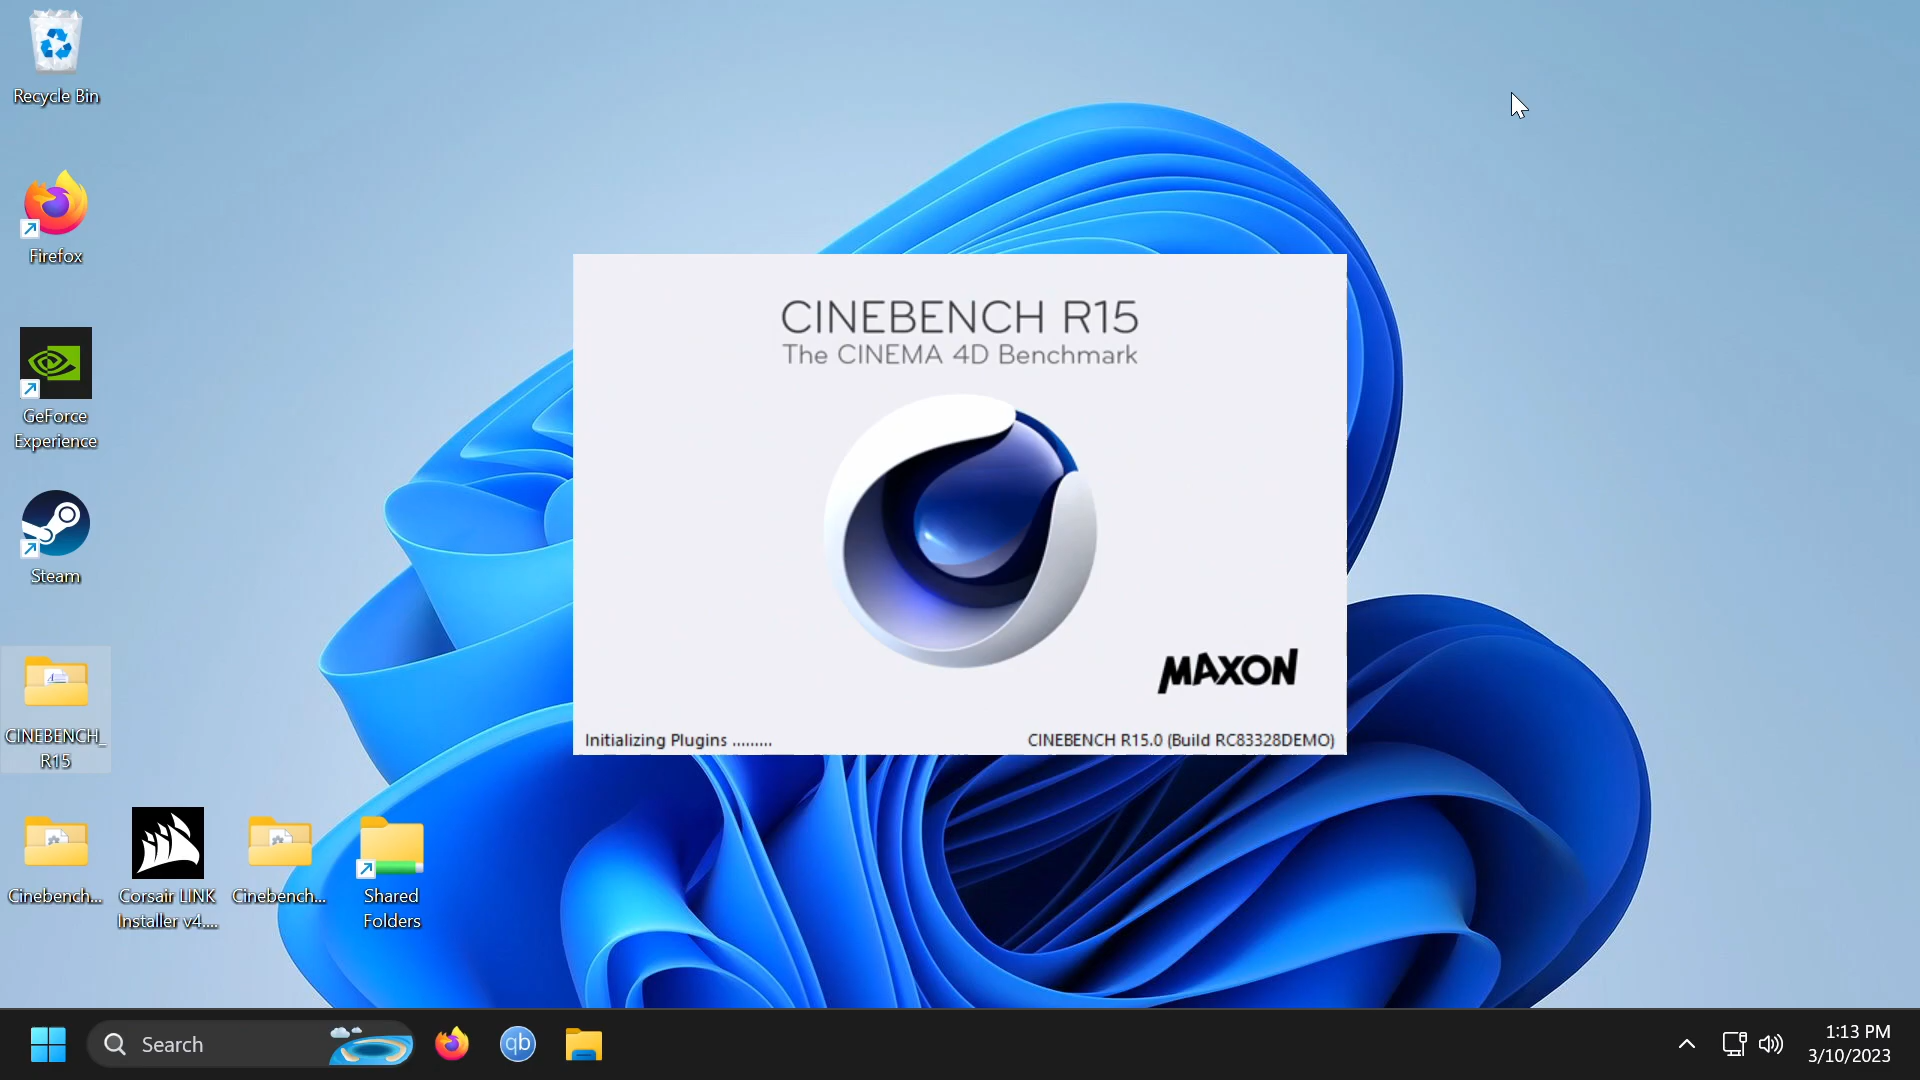 Recycle Bin
Firefox
GeForce
Experience
Steam
CINEBENCH_
R15
Cinebench...
Corsair LINK
Installer v4....
Cinebench...
Shared
Folders
CINEBENCH R15
The CINEMA 4D Benchmark
MAXON
Initializing Plugins .........
CINEBENCH R15.0 (Build RC83328DEMO)
Search
qb
1:13 PM
3/10/2023